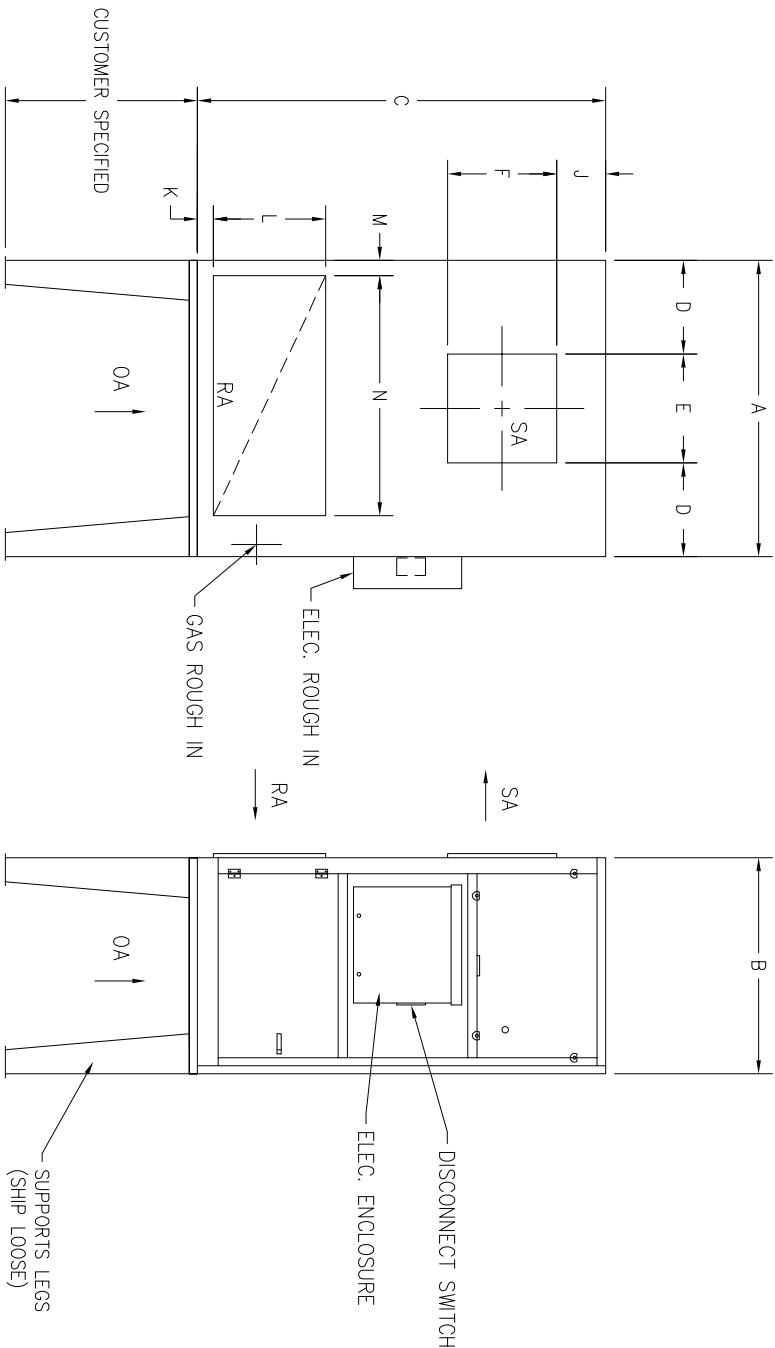 A
D
E
D
J
F
C
SA
M
N
L
K
RA
OA
CUSTOMER SPECIFIED
ELEC. ROUGH IN
GAS ROUGH IN
B
SA
RA
OA
DISCONNECT SWITCH
ELEC. ENCLOSURE
SUPPORTS LEGS
(SHIP LOOSE)